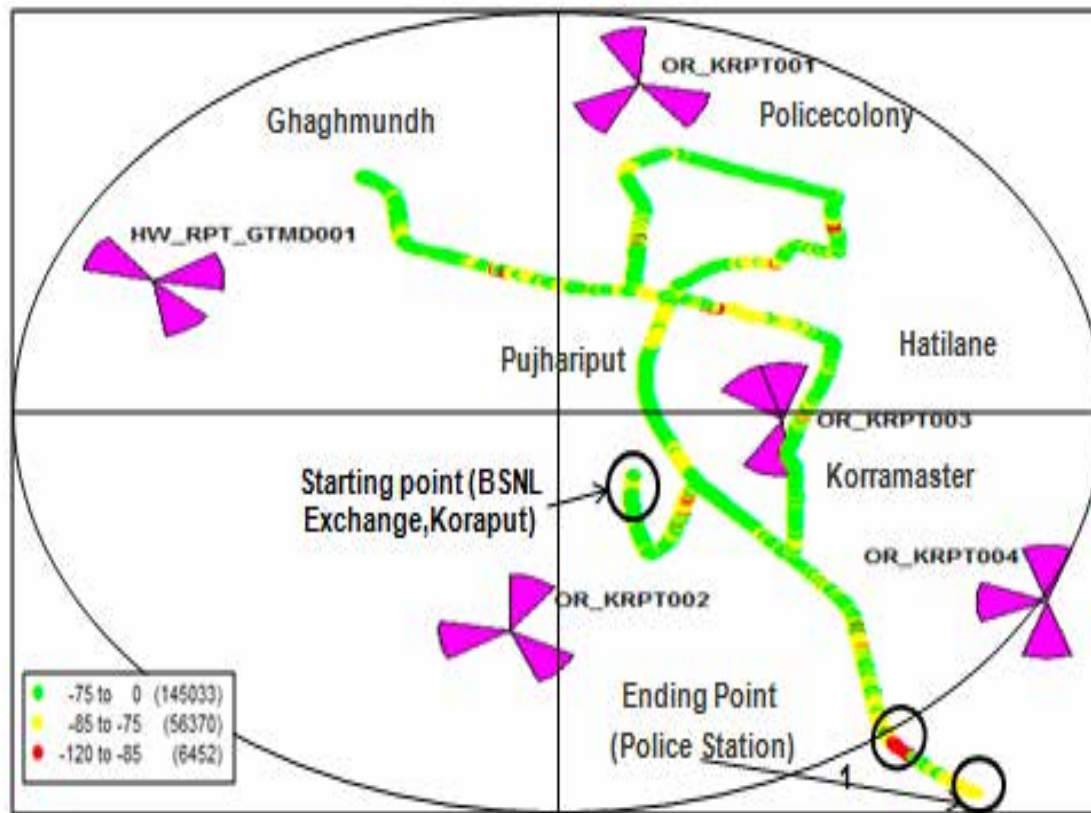 OR_KRPT001
Policecolony
Ghaghmundh
HW_RPT_GTMD001
Hatilane
Pujhariput
OR_KRPT003
Korramaster
Starting point (BSNL
Exchange,Koraput)
OR_KRPT004
OR_KRPT002
Ending Point
(Police Station)
1
-75 to 0 (145033)
-85 to -75 (56370)
-120 to -85 (6452)